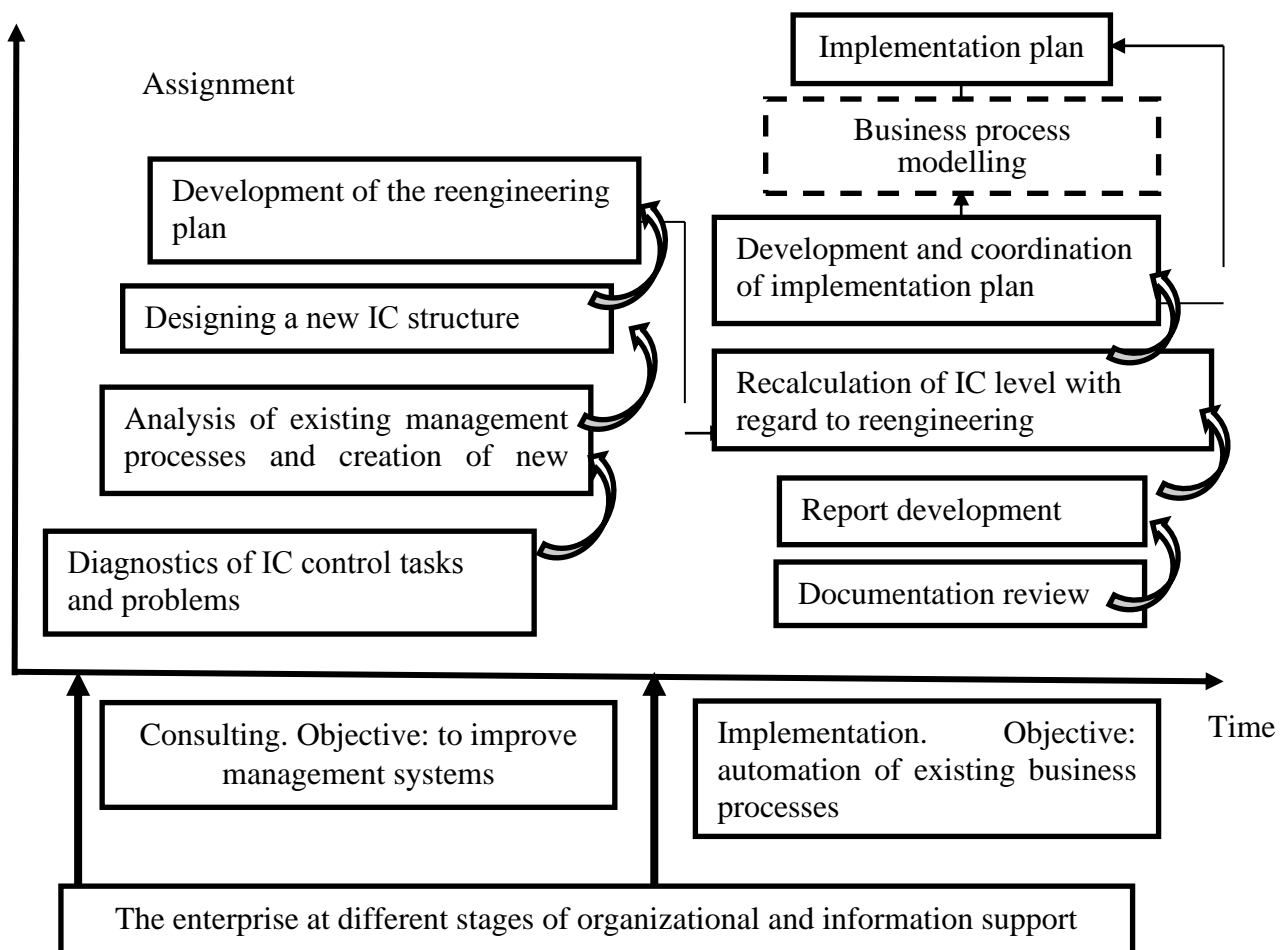 Implementation plan
Assignment
Business process
modelling
Development of the reengineering
plan
Development and coordination
of implementation plan
Designing a new IC structure
Recalculation of IC level with
regard to reengineering
Analysis of existing management
processes and creation of new
Report development
Diagnostics of IC control tasks
and problems
Documentation review
Consulting. Objective: to improve
management systems
Implementation. Objective:
automation of existing business
processes
Time
The enterprise at different stages of organizational and information support